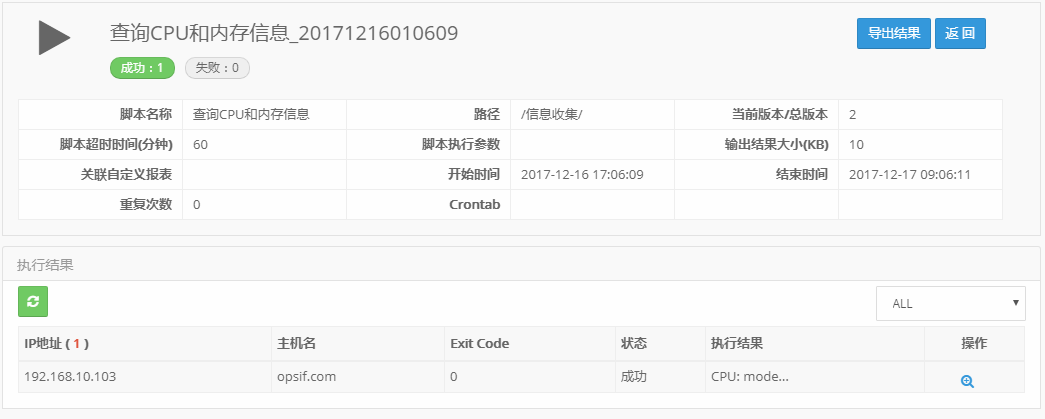 查询CPU和内存信息_20171216010609
导出结果 返 回
成功：1 失败：0
脚本名称 查询CPU和内存信息 路径 /信息收集/ 当前版本/总版本 2
脚本超时时间(分钟) 60 脚本执行参数 输出结果大小(KB) 10
关联自定义报表 开始时间 2017-12-16 17:06:09 结束时间 2017-12-17 09:06:11
重复次数 0 Crontab
执行结果
ALL
IP地址 ( 1 ) 主机名 Exit Code 状态 执行结果 操作
192.168.10.103 opsif.com 0 成功 CPU: mode...